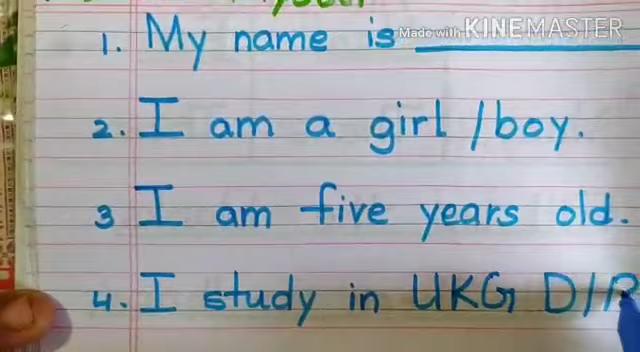 Made with KINEMASTER
1. My name is
2. I am a girl /boy.
3 I am five years old.
4. I study in UKG D/